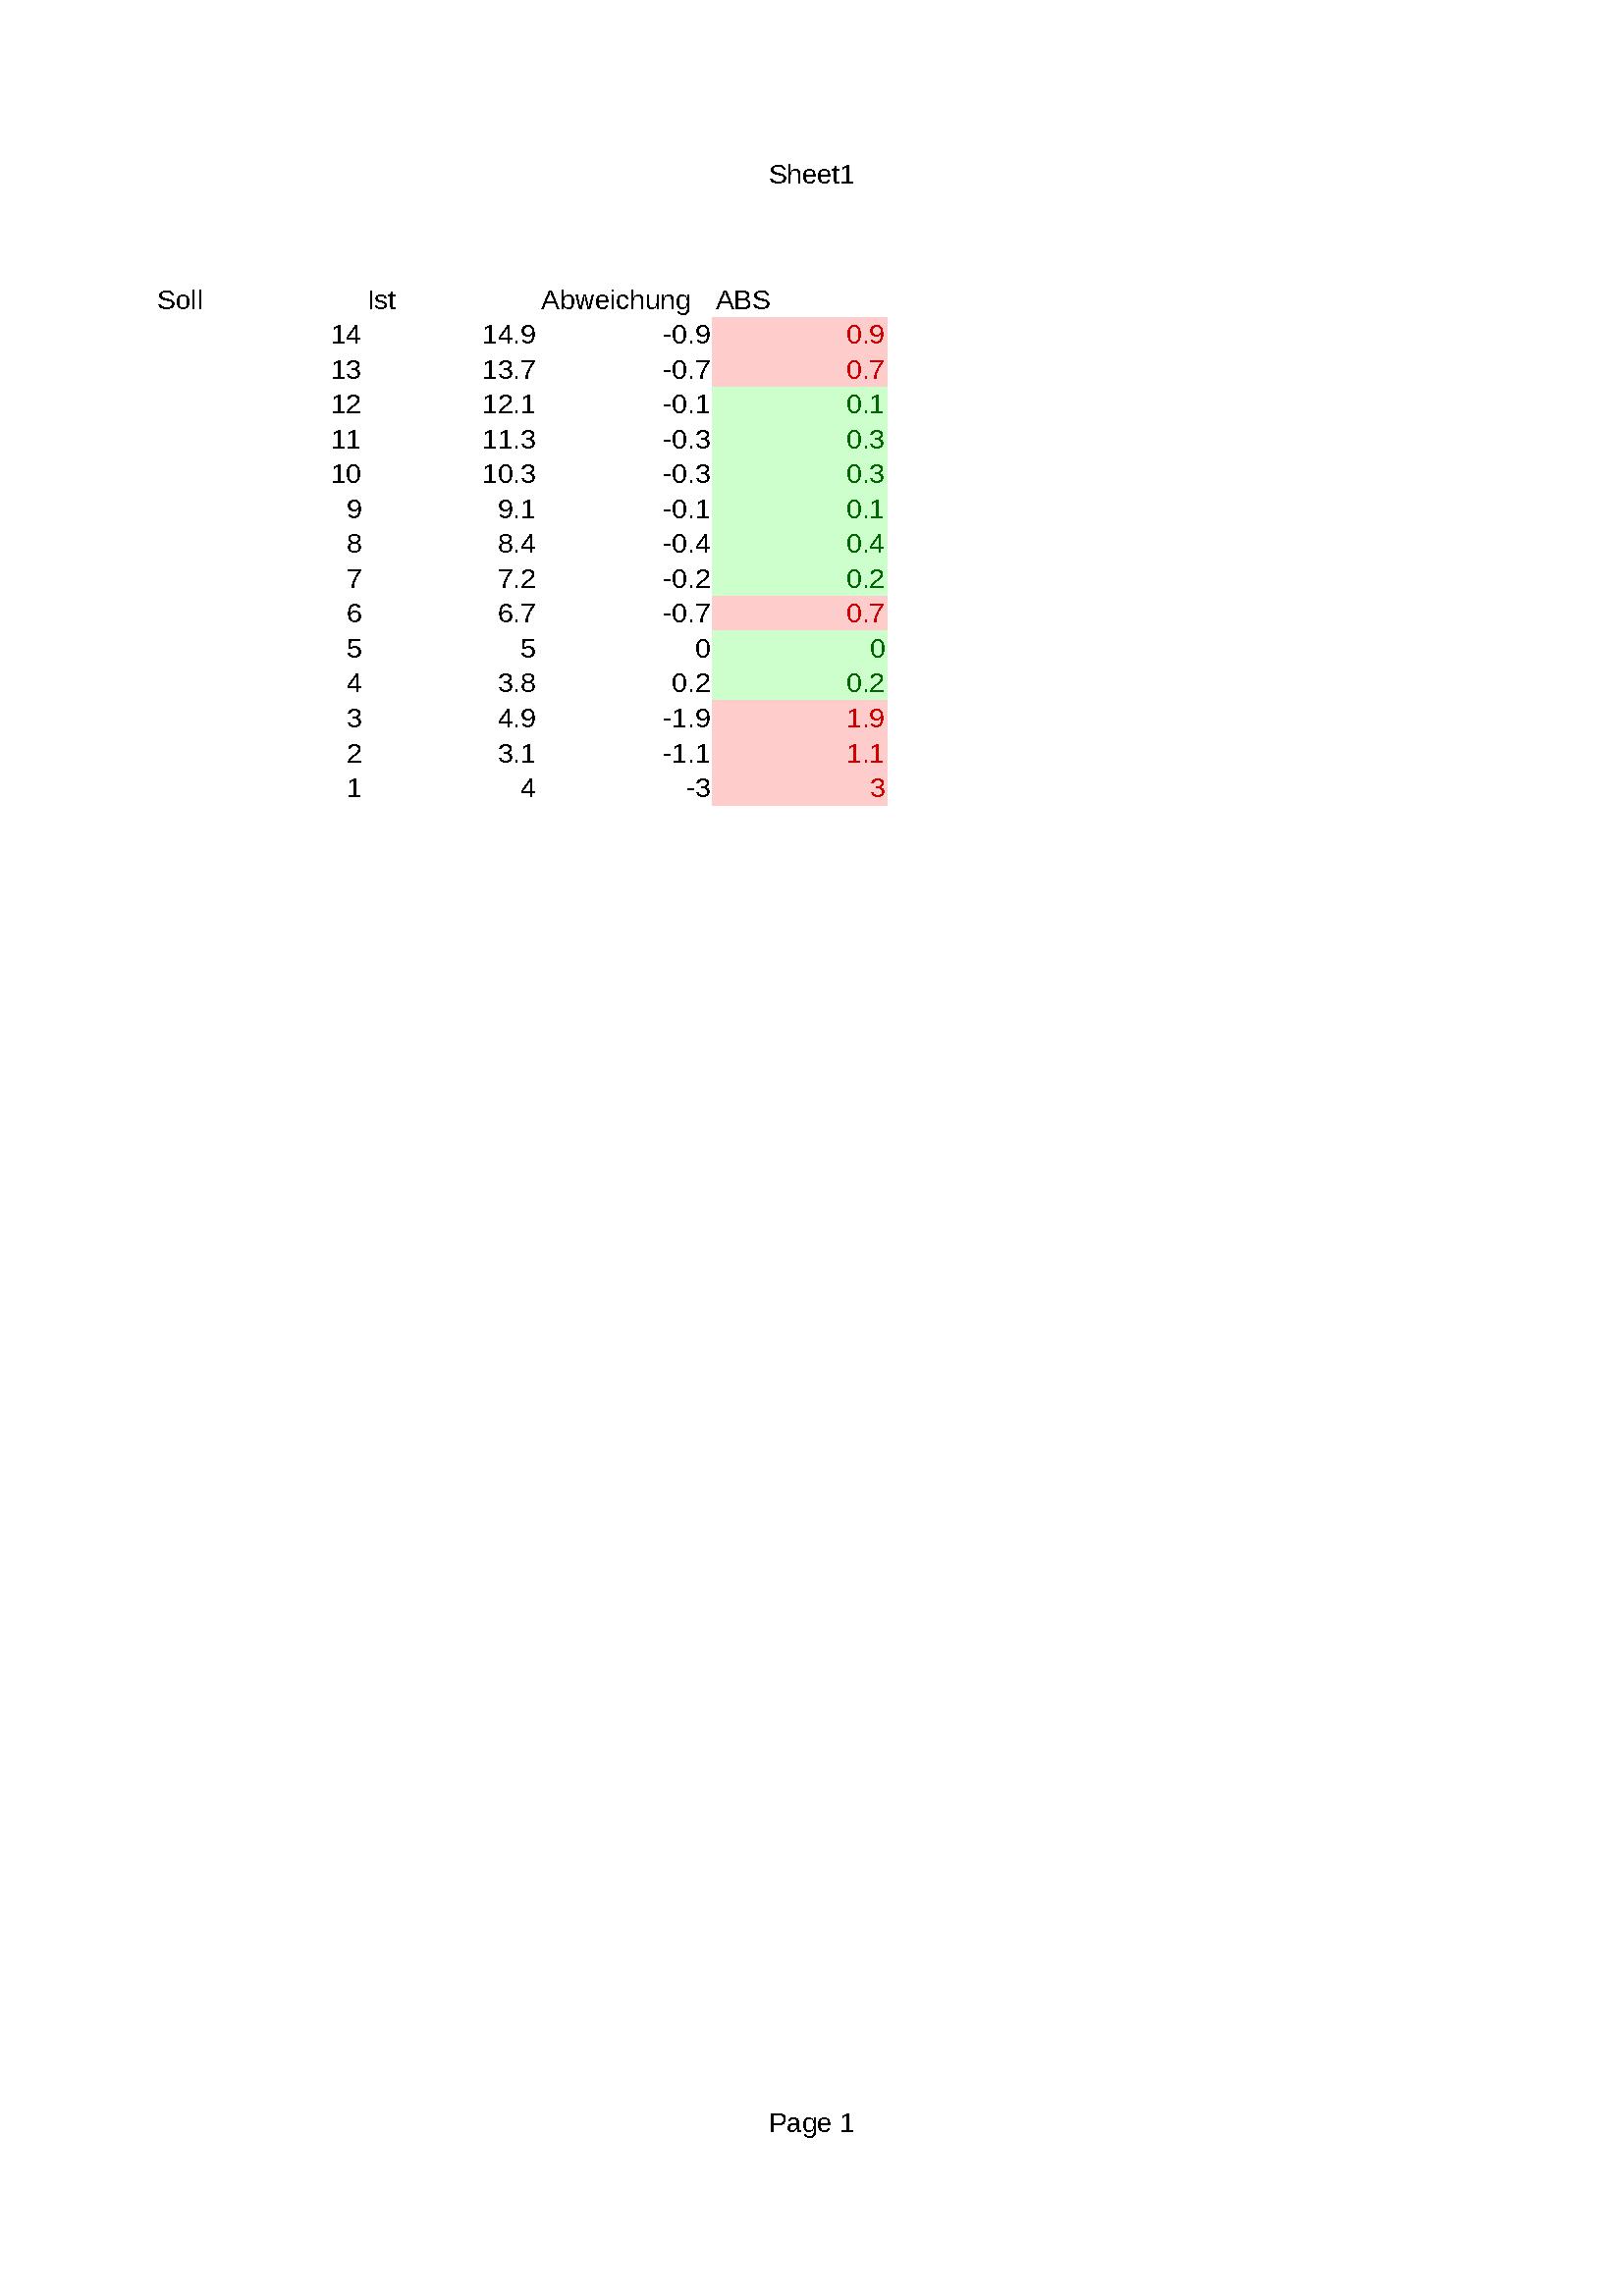 Sheet1
Soll Ist Abweichung ABS
14 14.9 -0.9 0.9
13 13.7 -0.7 0.7
12 12.1 -0.1 0.1
11 11.3 -0.3 0.3
10 10.3 -0.3 0.3
9 9.1 -0.1 0.1
8 8.4 -0.4 0.4
7 7.2 -0.2 0.2
6 6.7 -0.7 0.7
5 5 0 0
4 3.8 0.2 0.2
3 4.9 -1.9 1.9
2 3.1 -1.1 1.1
1 4 -3 3
Page 1